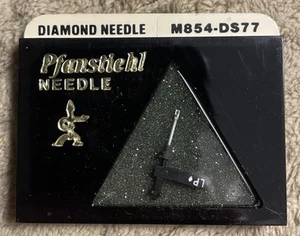 DIAMOND NEEDLE M854-DS77
Pfanstiehl
NEEDLE
LP